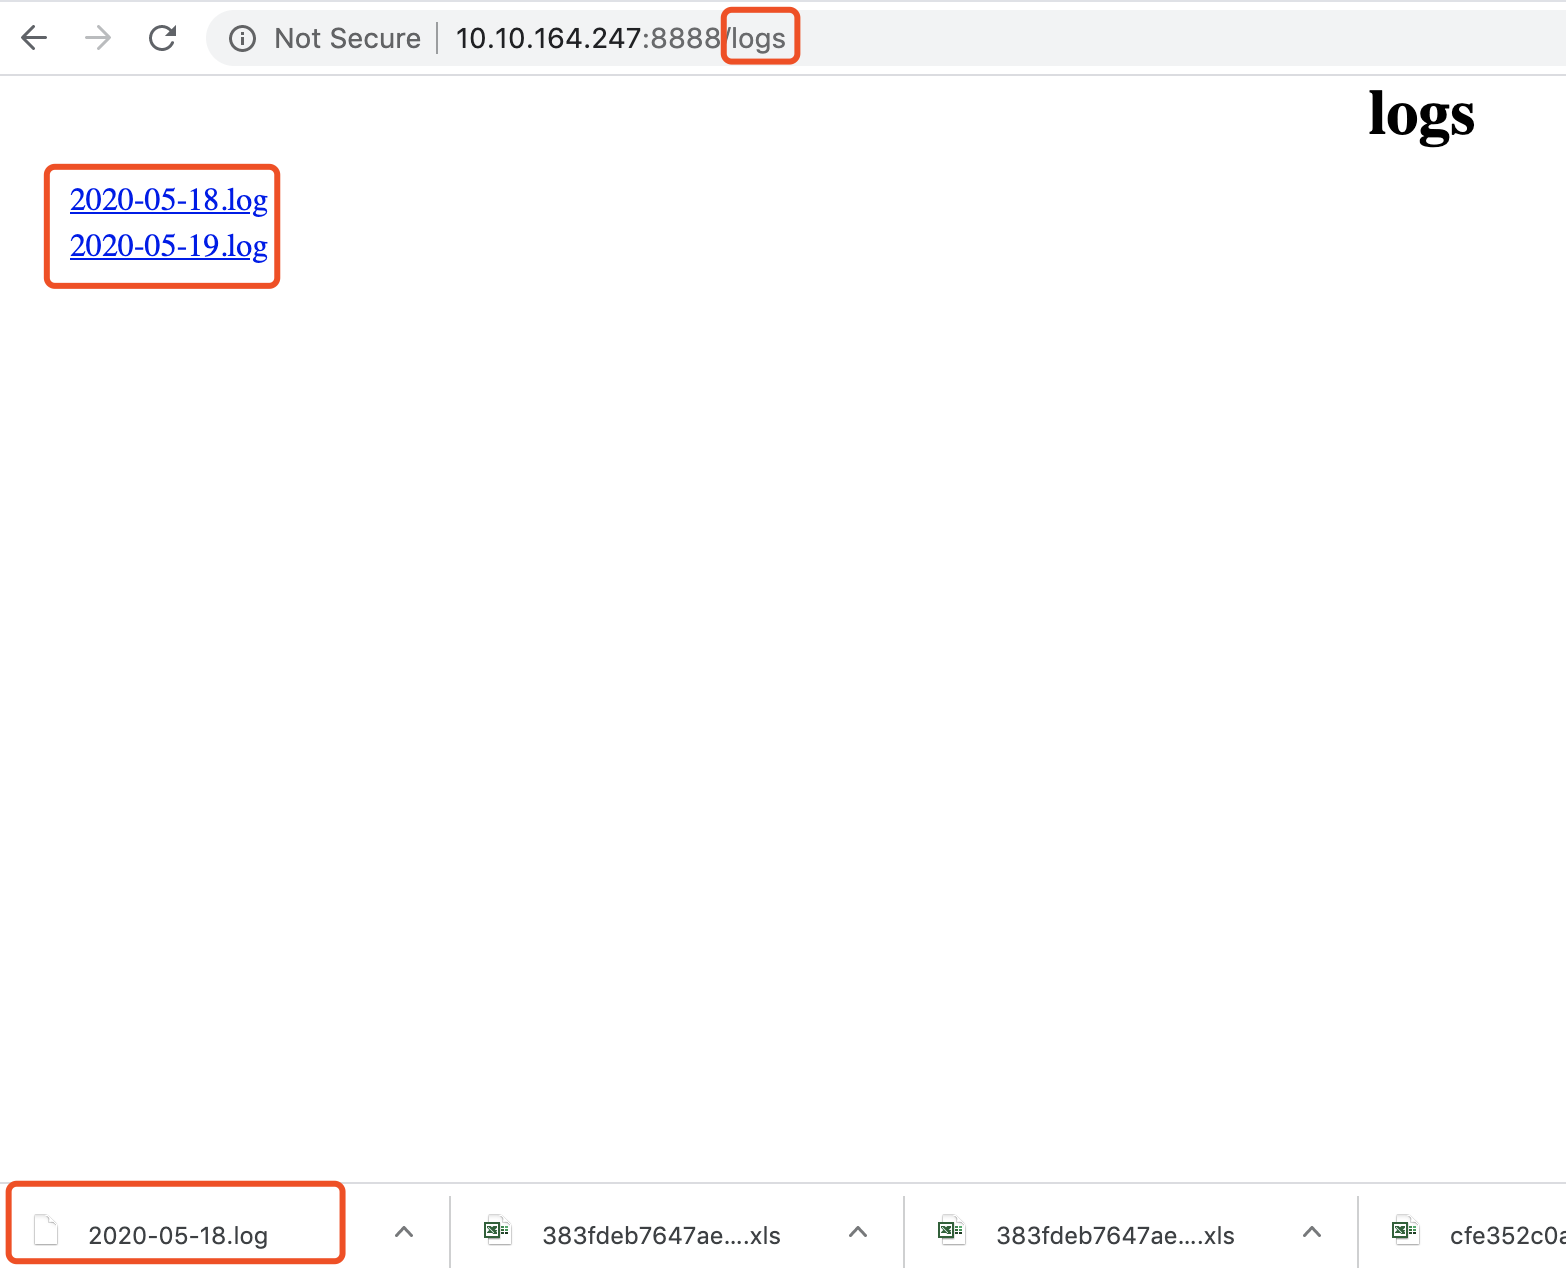 Not Secure | 10.10.164.247:8888/logs
logs
2020-05-18.log
2020-05-19.log
2020-05-18.log
383fdeb7647ae....xls
383fdeb7647ae....xls
cfe352c0a